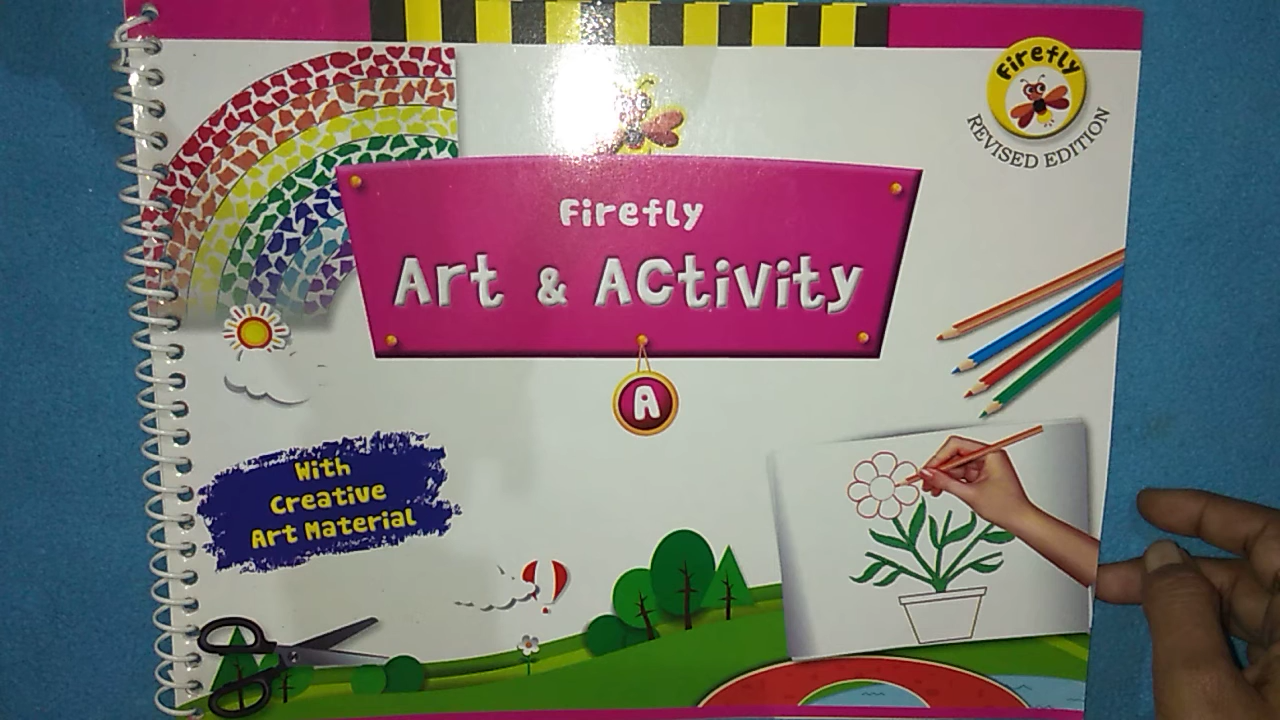 Firefly
REVISED EDITION
Firefly
Art & Activity
A
With
Creative
Art Material